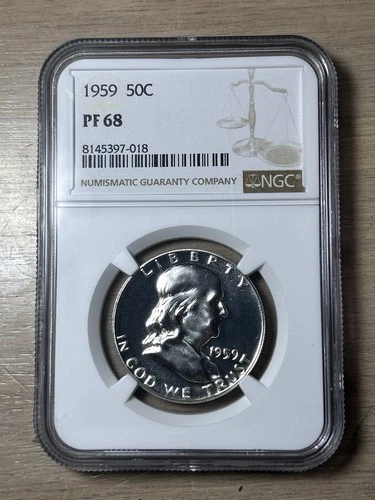 1959 50C
PF 68
8145397-018
NUMISMATIC GUARANTY COMPANY NGC®
LIBERTY
1959
IN GOD WE TRUST